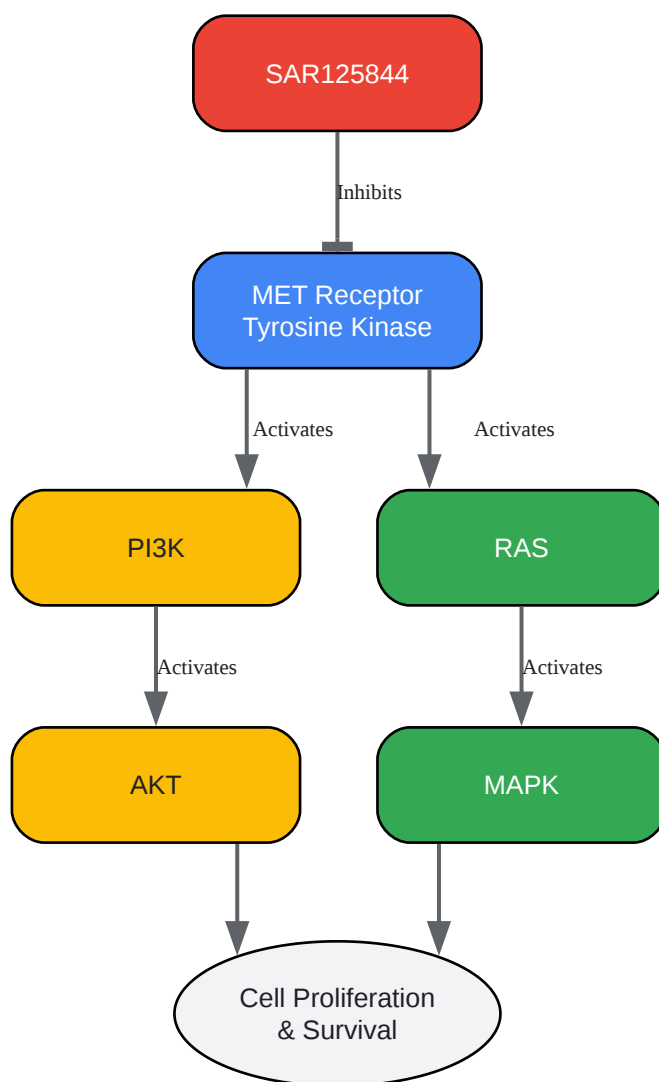 SAR125844
Inhibits
MET Receptor
Tyrosine Kinase
Activates
Activates
PI3K
RAS
Activates
Activates
AKT
MAPK
Cell Proliferation
& Survival